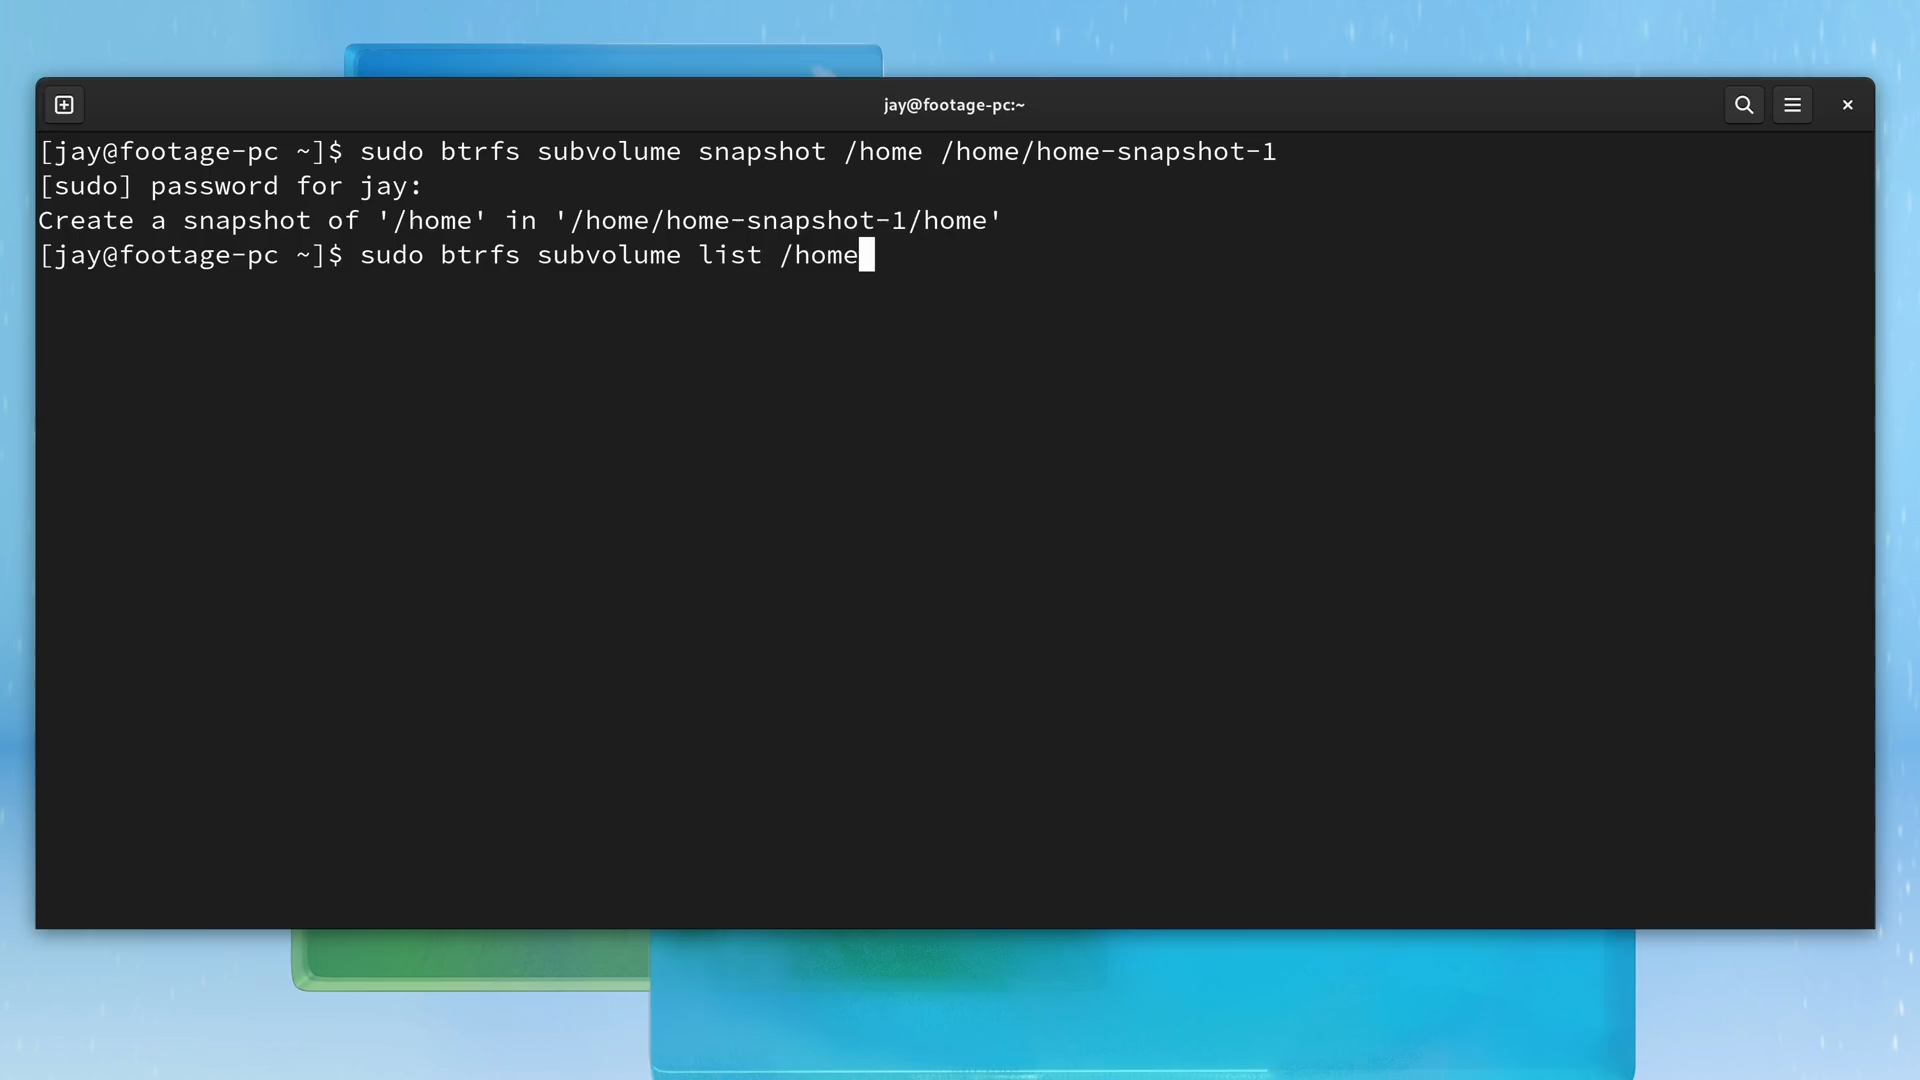 jay@footage-pc:~
[jay@footage-pc ~]$ sudo btrfs subvolume snapshot /home /home/home-snapshot-1
[sudo] password for jay:
Create a snapshot of '/home' in '/home/home-snapshot-1/home'
[jay@footage-pc ~]$ sudo btrfs subvolume list /home